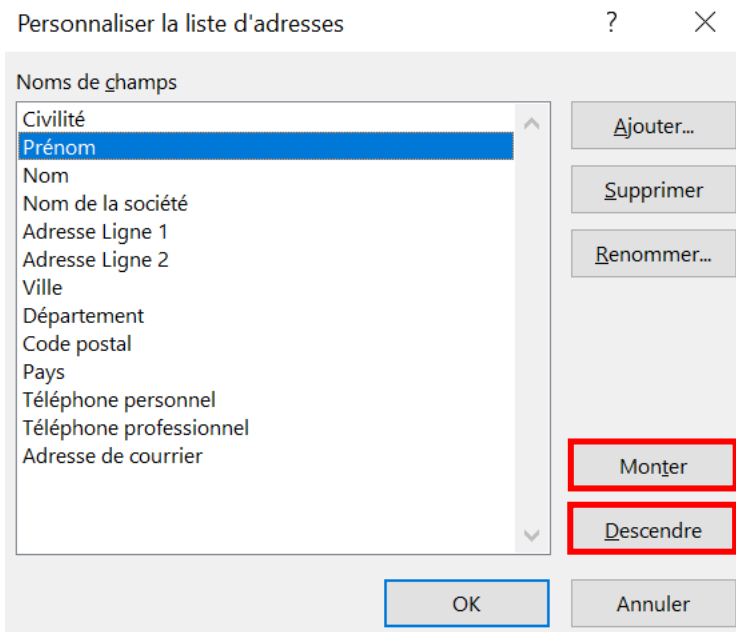 Personnaliser la liste d'adresses ? ×
Noms de champs
Civilité
Prénom
Nom
Nom de la société
Adresse Ligne 1
Adresse Ligne 2
Ville
Département
Code postal
Pays
Téléphone personnel
Téléphone professionnel
Adresse de courrier
Ajouter...
Supprimer
Renommer...
Monter
Descendre
OK
Annuler